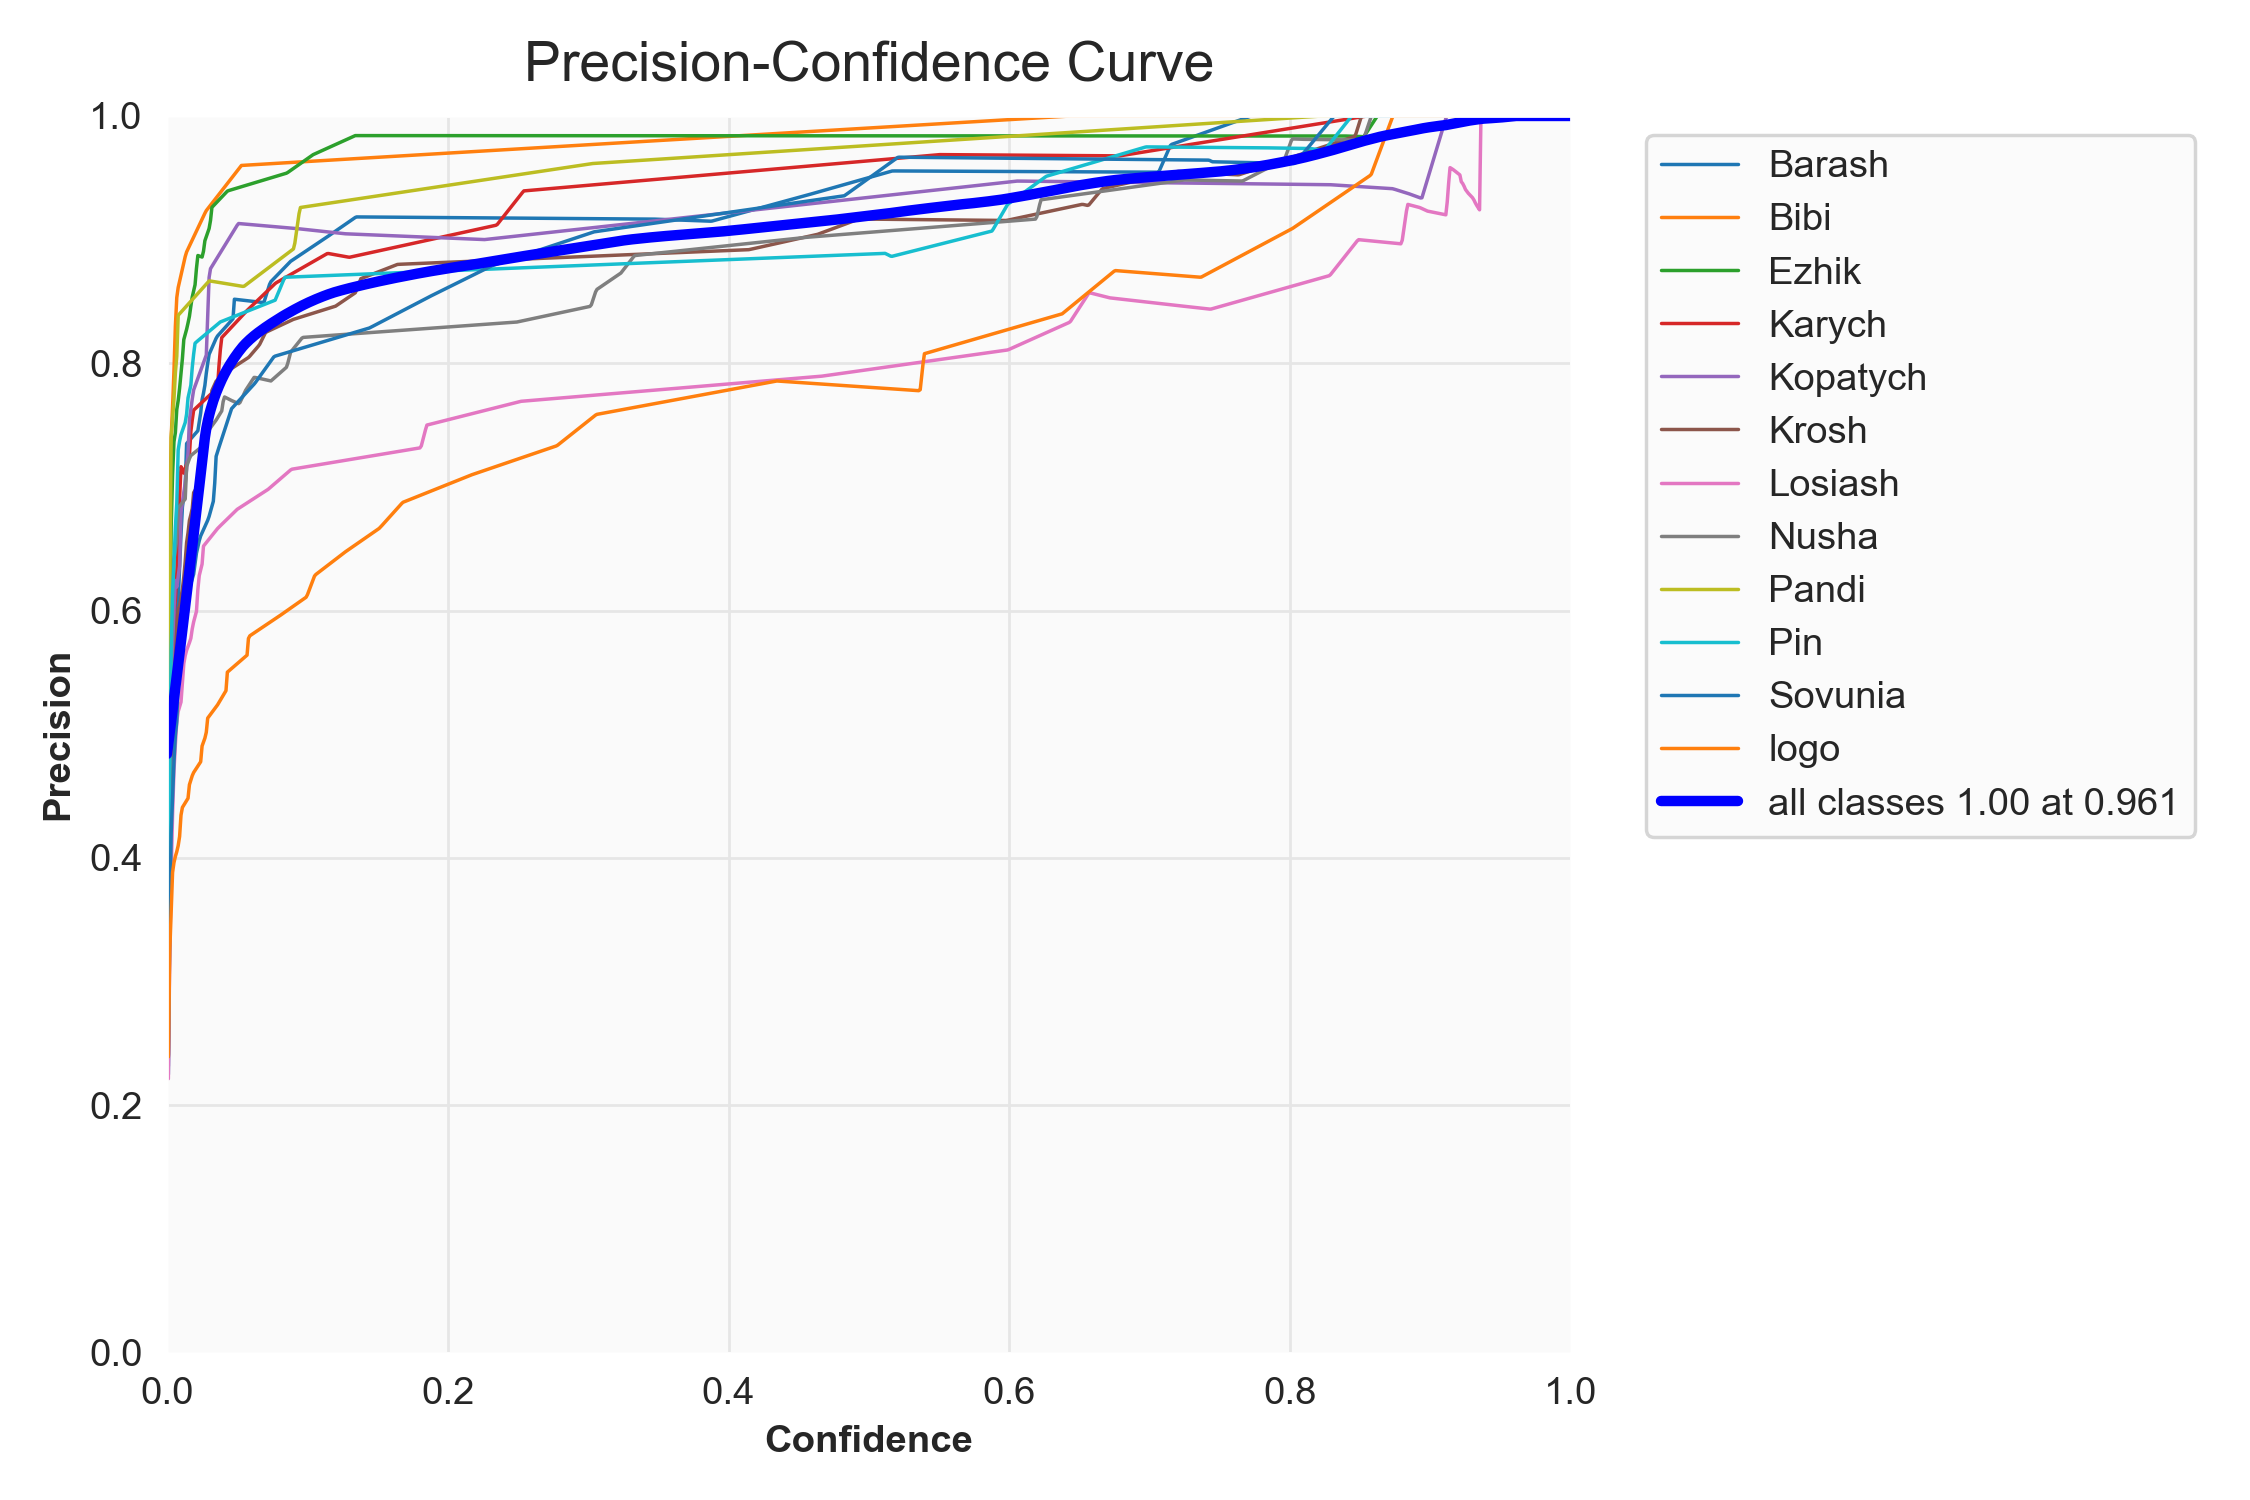 Precision-Confidence Curve
1.0
0.8
0.6
0.4
0.2
0.0
Precision
0.0 0.2 0.4 0.6 0.8 1.0
Confidence
Barash
Bibi
Ezhik
Karych
Kopatych
Krosh
Losiash
Nusha
Pandi
Pin
Sovunia
logo
all classes 1.00 at 0.961